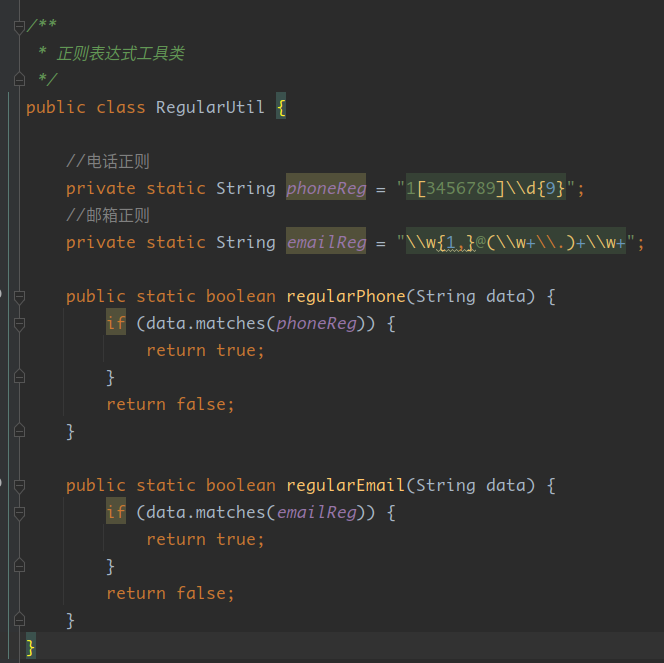 /**
 * 正则表达式工具类
 */
public class RegularUtil {
    //电话正则
    private static String phoneReg = "1[3456789]\\d{9}";
    //邮箱正则
    private static String emailReg = "\\w{1,}@(\\w+\\.)+\\w+";
    public static boolean regularPhone(String data) {
        if (data.matches(phoneReg)) {
            return true;
        }
        return false;
    }
    public static boolean regularEmail(String data) {
        if (data.matches(emailReg)) {
            return true;
        }
        return false;
    }
}